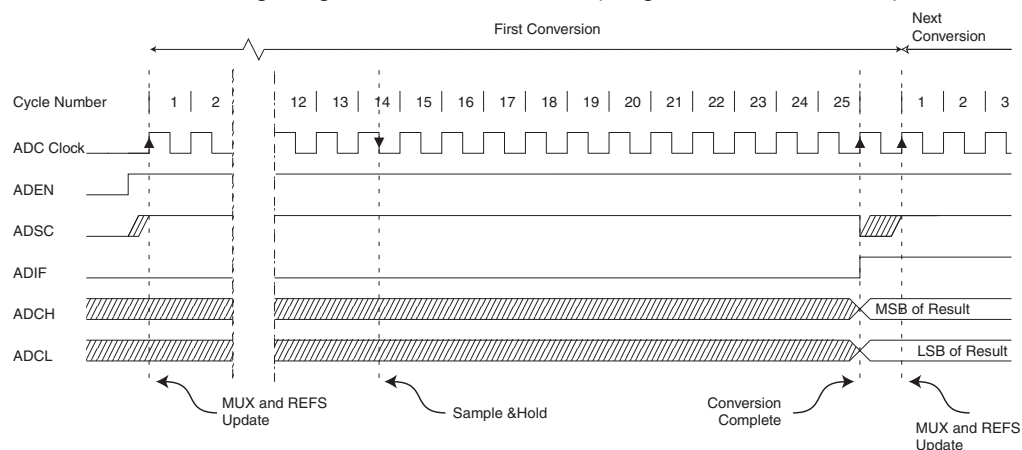 First Conversion
Next
Conversion
Cycle Number 1 2 12 13 14 15 16 17 18 19 20 21 22 23 24 25 1 2 3
ADC Clock
ADEN
ADSC
ADIF
ADCH
MSB of Result
ADCL
LSB of Result
MUX and REFS
Update
Sample &Hold
Conversion
Complete
MUX and REFS
Update